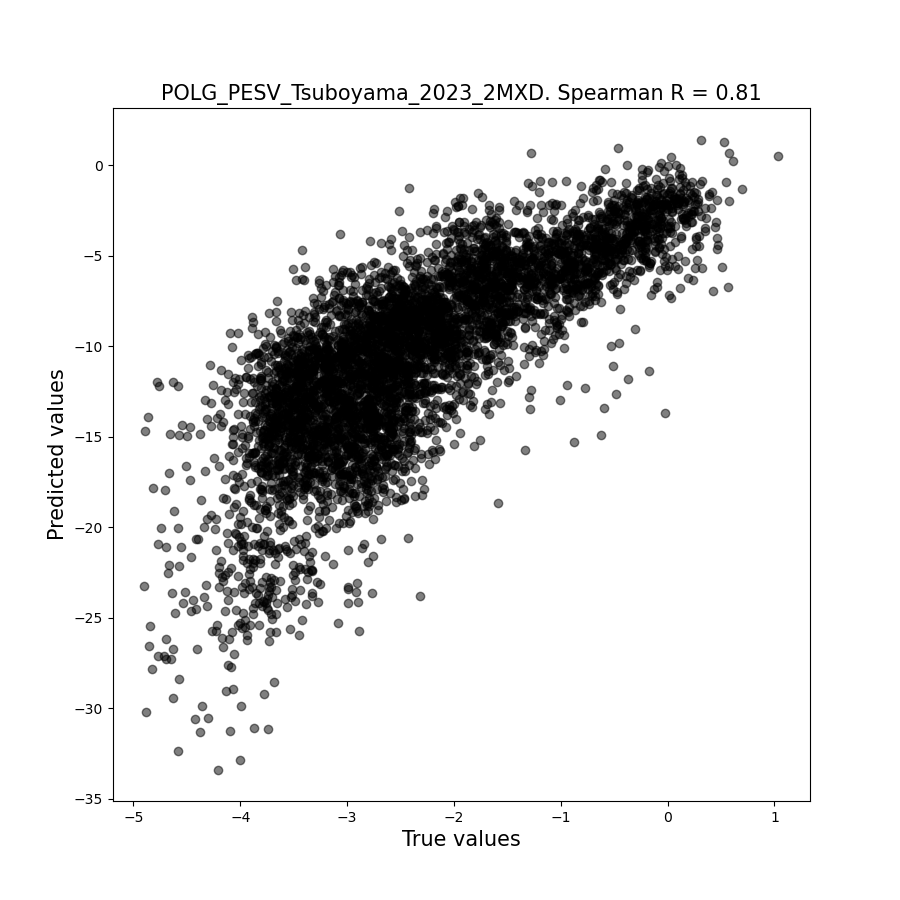 POLG_PESV_Tsuboyama_2023_2MXD. Spearman R = 0.81
Predicted values
0
−5
−10
−15
−20
−25
−30
−35
−5 −4 −3 −2 −1 0 1
True values